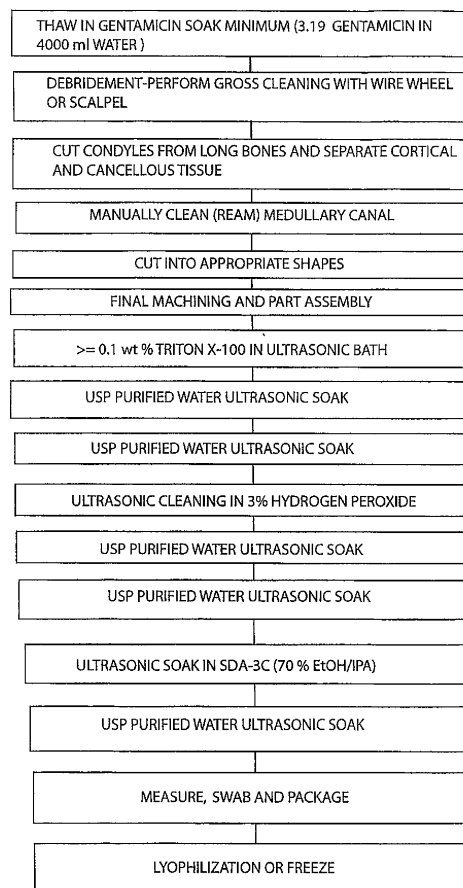 THAW IN GENTAMICIN SOAK MINIMUM (3.19 GENTAMICIN IN
4000 ml WATER )
DEBRIDEMENT-PERFORM GROSS CLEANING WITH WIRE WHEEL
OR SCALPEL
CUT CONDYLES FROM LONG BONES AND SEPARATE CORTICAL
AND CANCELLOUS TISSUE
MANUALLY CLEAN (REAM) MEDULLARY CANAL
CUT INTO APPROPRIATE SHAPES
FINAL MACHINING AND PART ASSEMBLY
>= 0.1 wt % TRITON X-100 IN ULTRASONIC BATH
USP PURIFIED WATER ULTRASONIC SOAK
USP PURIFIED WATER ULTRASONIC SOAK
ULTRASONIC CLEANING IN 3% HYDROGEN PEROXIDE
USP PURIFIED WATER ULTRASONIC SOAK
USP PURIFIED WATER ULTRASONIC SOAK
ULTRASONIC SOAK IN SDA-3C (70 % EtOH/IPA)
USP PURIFIED WATER ULTRASONIC SOAK
MEASURE, SWAB AND PACKAGE
LYOPHILIZATION OR FREEZE